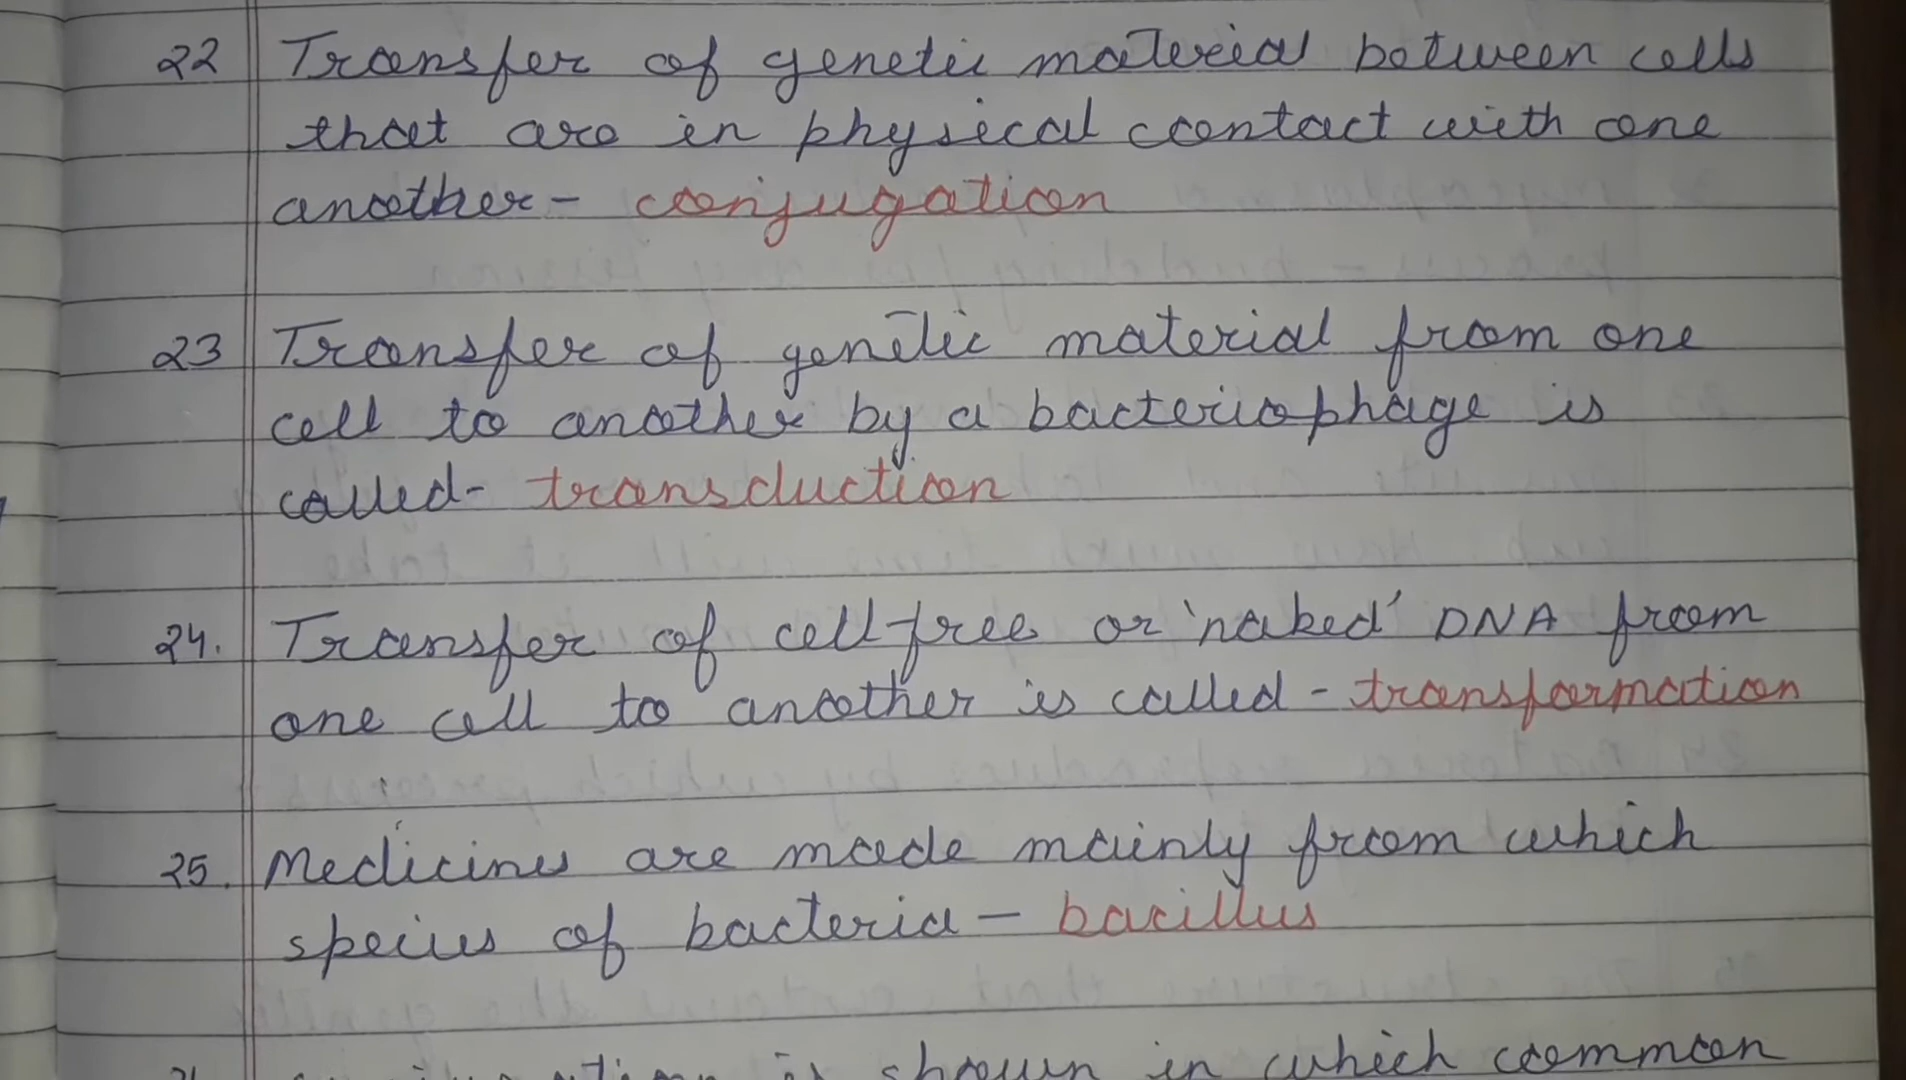 22 Transfer of genetic material between cells
that are in physical contact with one
another - conjugation
23 Transfer of genetic material from one
cell to another by a bacteriophage is
called - transduction
24. Transfer of cell-free or 'naked' DNA from
one cell to another is called - transformation
25. Medicines are made mainly from which
species of bacteria - bacillus
is shown in which common